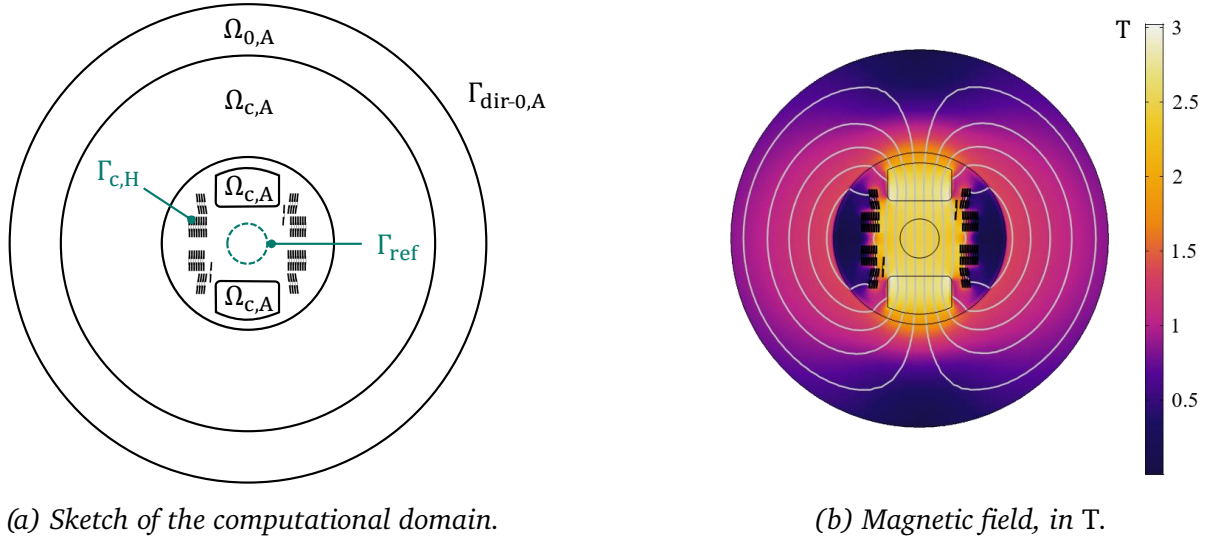 Ω0,A
Ωc,A
Γdir-0,A
Γc,H
Ωc,A
Γref
Ωc,A
(a) Sketch of the computational domain.
T
3
2.5
2
1.5
1
0.5
(b) Magnetic field, in T.